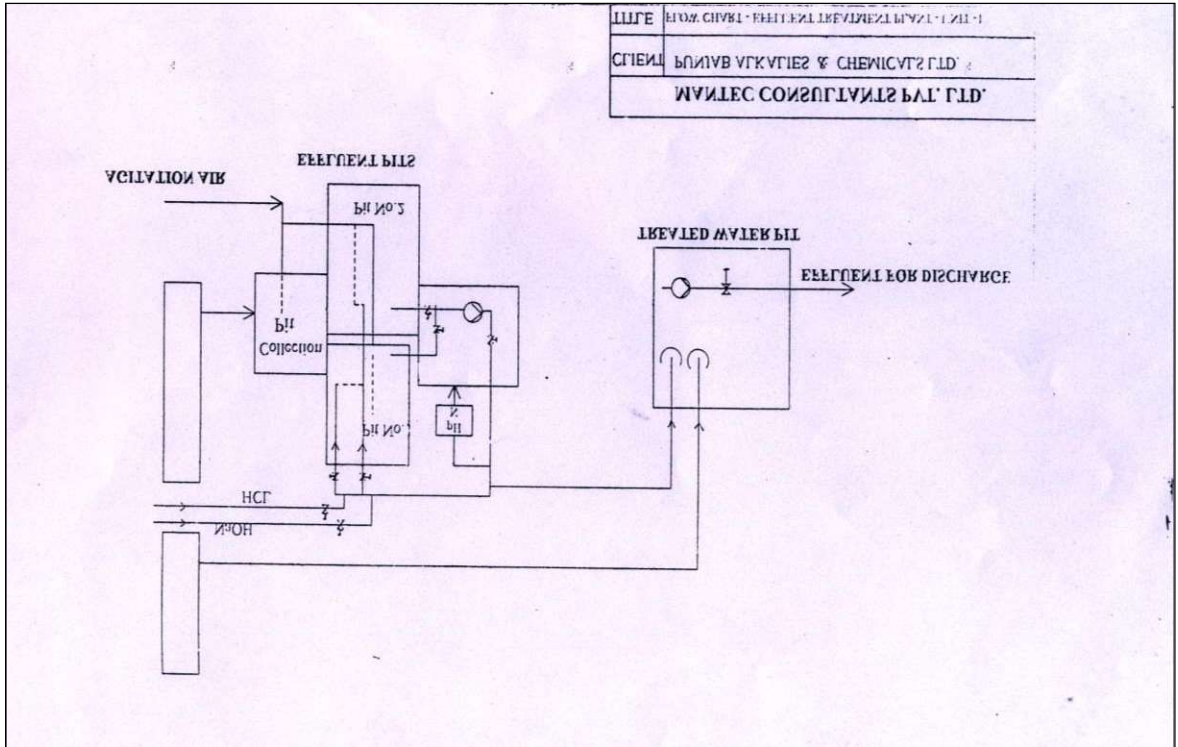 NaOH
HCL
Pit No.
pH
Collection
Pit
EFFLUENT FOR DISCHARGE
TREATED WATER PIT
Pit No.2
AGITATION AIR
EFFLUENT PITS
MANTEC CONSULTANTS PVT. LTD.
CLIENT PUNJAB ALKALIES & CHEMICALS LTD.
TITLE FLOW CHART - EFFLUENT TREATMENT PLANT - UNIT -I